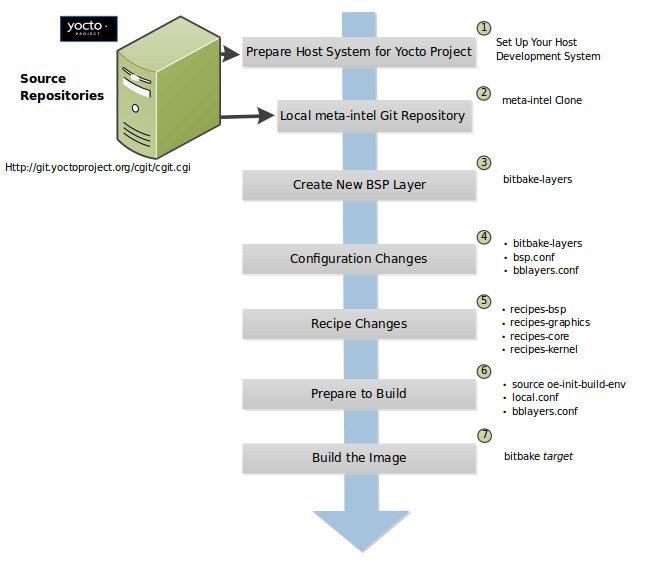 yocto ·
PROJECT
Source
Repositories
Http://git.yoctoproject.org/cgit/cgit.cgi
1
Prepare Host System for Yocto Project
Set Up Your Host
Development System
2
Local meta-intel Git Repository
meta-intel Clone
3
Create New BSP Layer
bitbake-layers
4
Configuration Changes
• bitbake-layers
• bsp.conf
• bblayers.conf
5
Recipe Changes
• recipes-bsp
• recipes-graphics
• recipes-core
• recipes-kernel
6
Prepare to Build
• source oe-init-build-env
• local.conf
• bblayers.conf
7
Build the Image
bitbake target